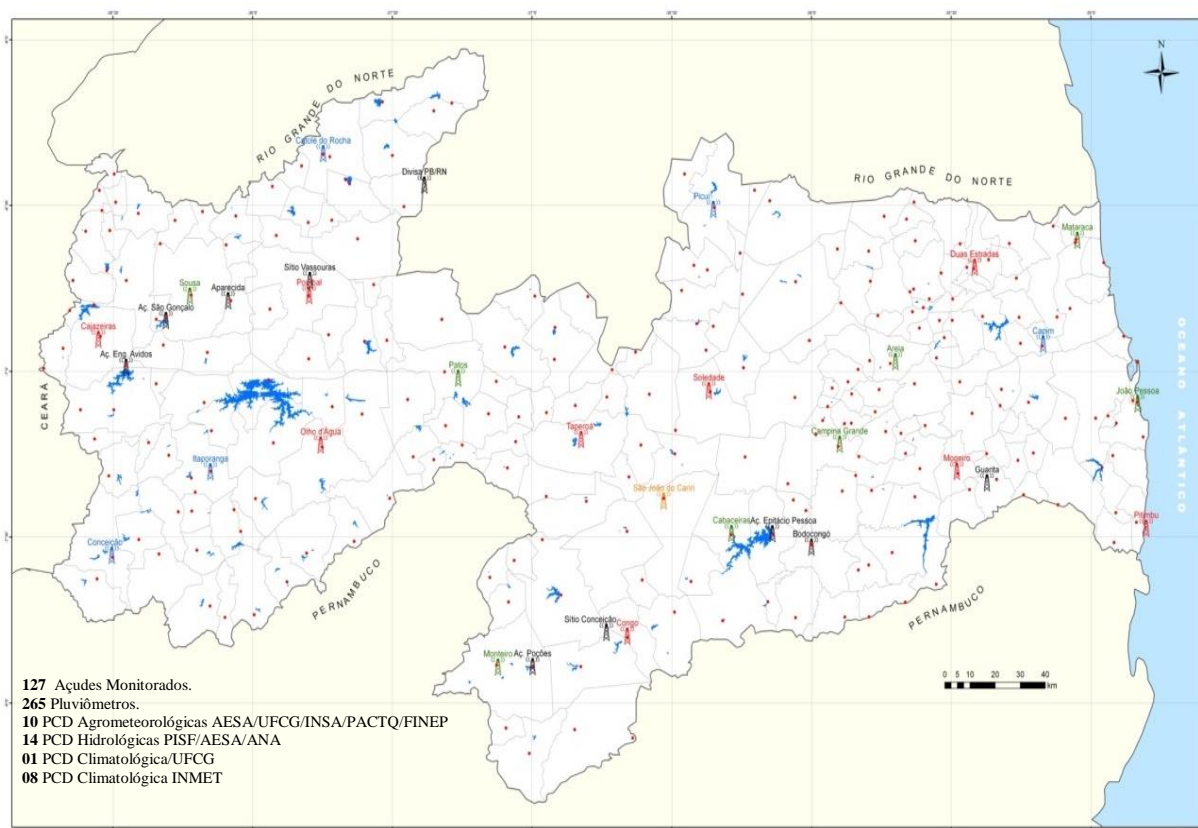 N
RIO GRANDE DO NORTE
Catolé do Rocha
Divisa PB/RN
Picuí
RIO GRANDE DO NORTE
Mataraca
Duas Estradas
Sítio Vassouras
Pombal
Sousa
Aparecida
Aç. São Gonçalo
Cajazeiras
Aç. Eng. Avidos
Capim
Areia
Patos
Soledade
João Pessoa
CEARÁ
OCEANO ATLÂNTICO
Olho d'Água
Taperoá
Campina Grande
Itaporanga
Mogeiro
Guarita
São João do Cariri
Pitimbu
Cabaceiras
Aç. Epitácio Pessoa
Bodocongó
Conceição
PERNAMBUCO
PERNAMBUCO
Sítio Conceição
Congo
Monteiro
Aç. Poções
0 5 10 20 30 40
km
127 Açudes Monitorados.
265 Pluviômetros.
10 PCD Agrometeorológicas AESA/UFCG/INSA/PACTQ/FINEP
14 PCD Hidrológicas PISF/AESA/ANA
01 PCD Climatológica/UFCG
08 PCD Climatológica INMET